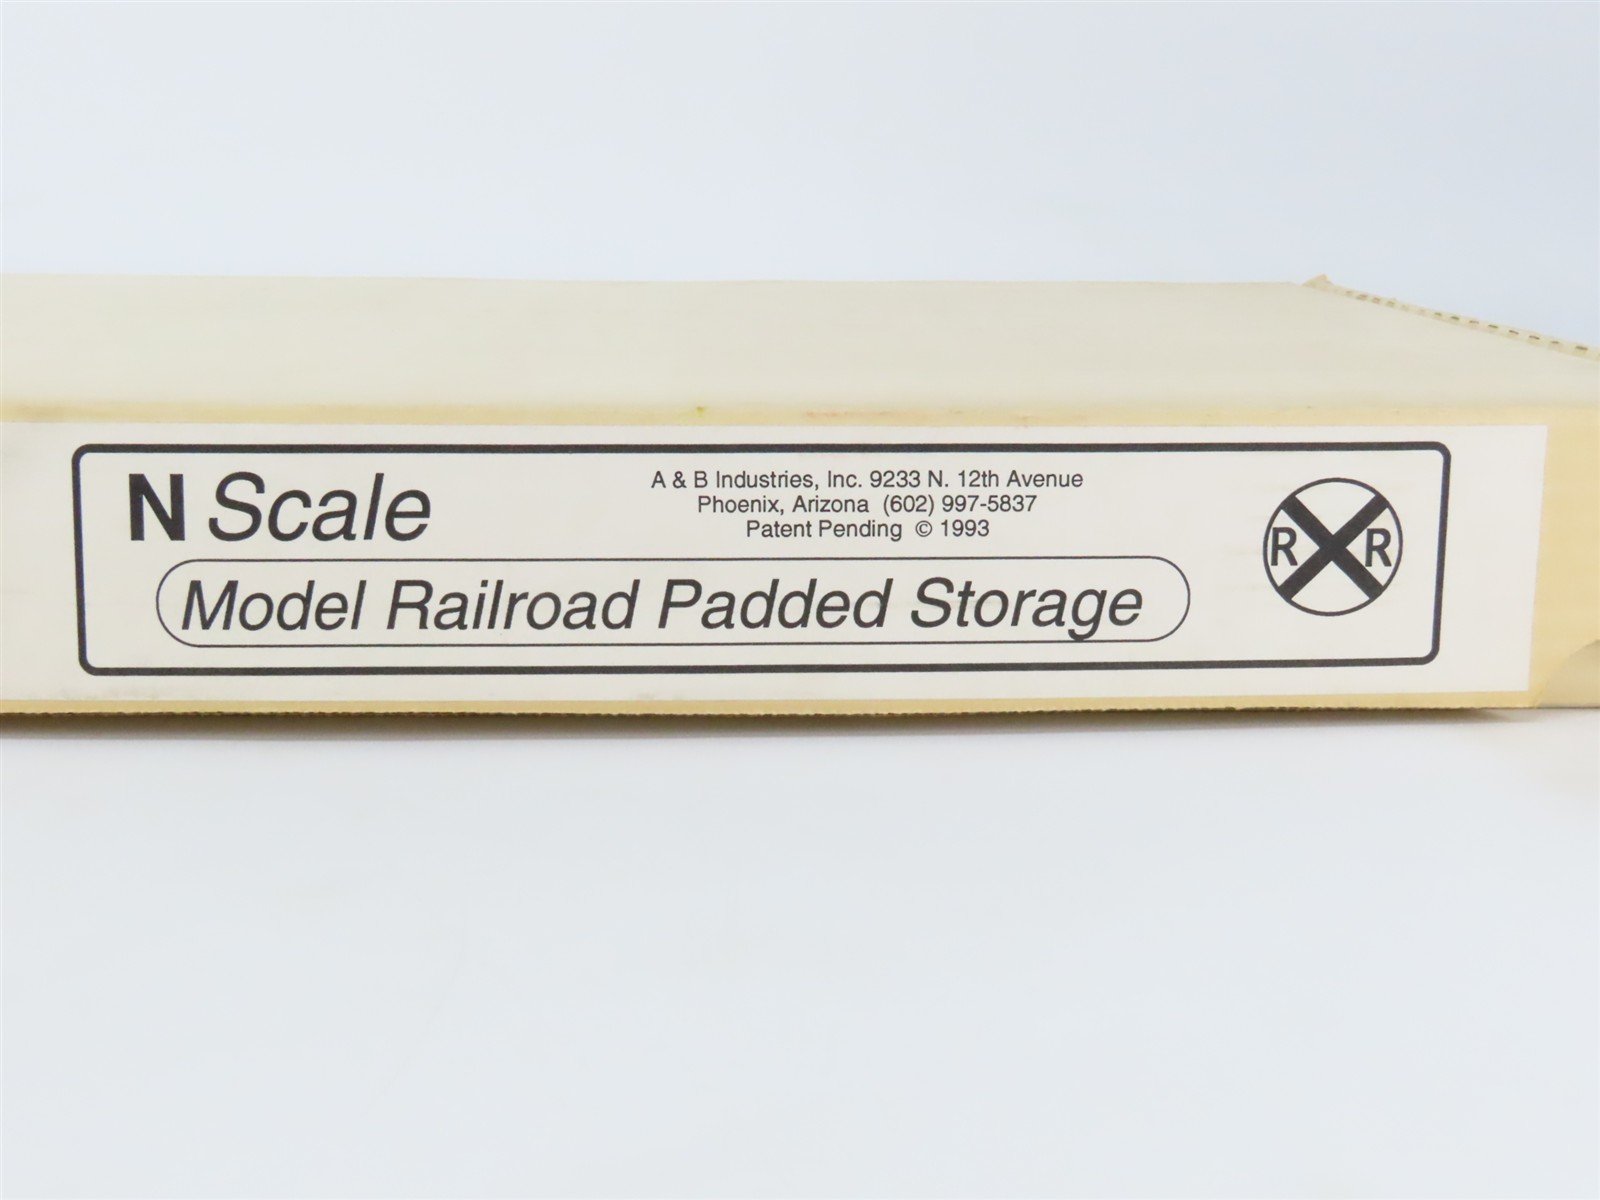 N Scale
A & B Industries, Inc. 9233 N. 12th Avenue
Phoenix, Arizona (602) 997-5837
Patent Pending © 1993
Model Railroad Padded Storage
R R